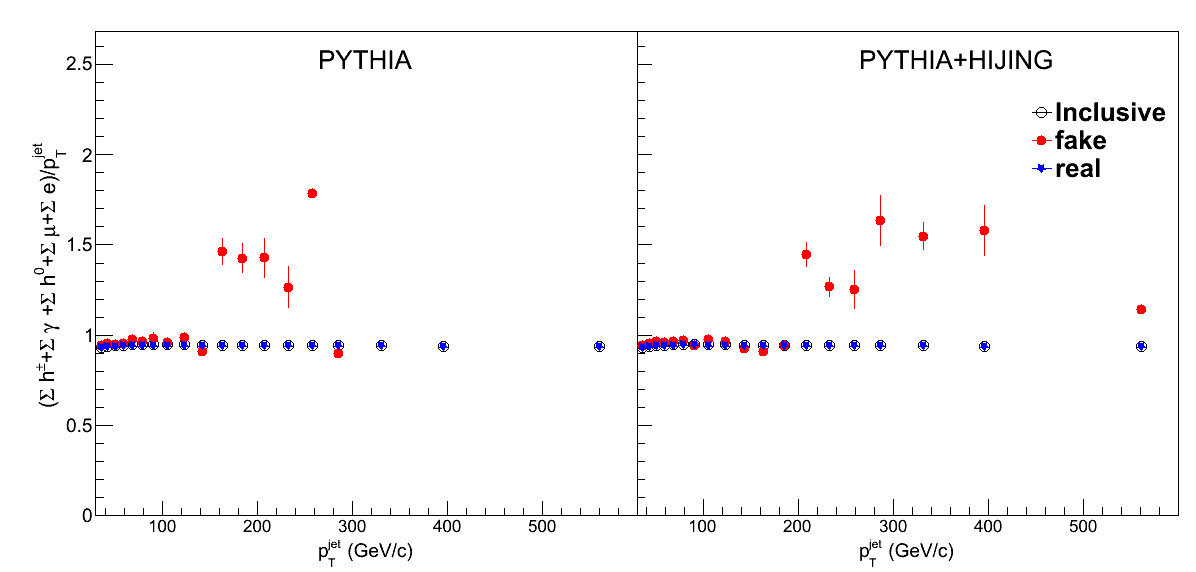 PYTHIA
PYTHIA+HIJING
Inclusive
fake
real
(Σ h±+Σ γ +Σ h0+Σ μ+Σ e)/pTjet
2.5
2
1.5
1
0.5
0
100 200 300 400 500
100 200 300 400 500
pTjet (GeV/c)
pTjet (GeV/c)